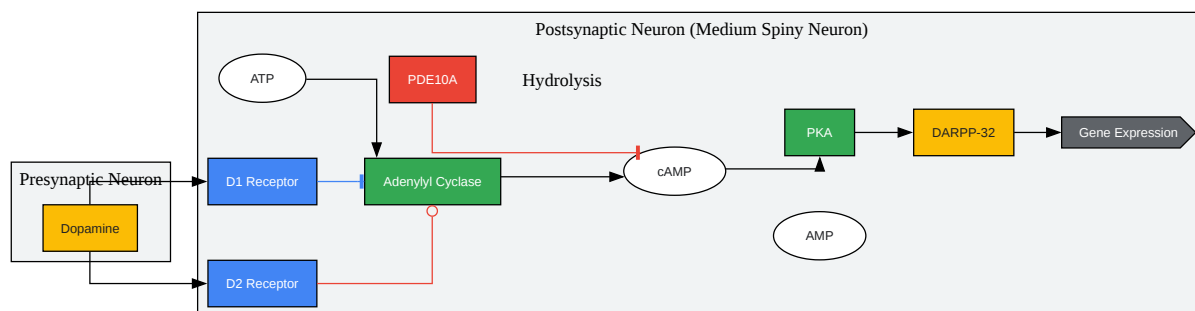 Postsynaptic Neuron (Medium Spiny Neuron)
ATP
PDE10A
Hydrolysis
PKA
DARPP-32
Gene Expression
Presynaptic Neuron
D1 Receptor
Adenylyl Cyclase
cAMP
Dopamine
AMP
D2 Receptor